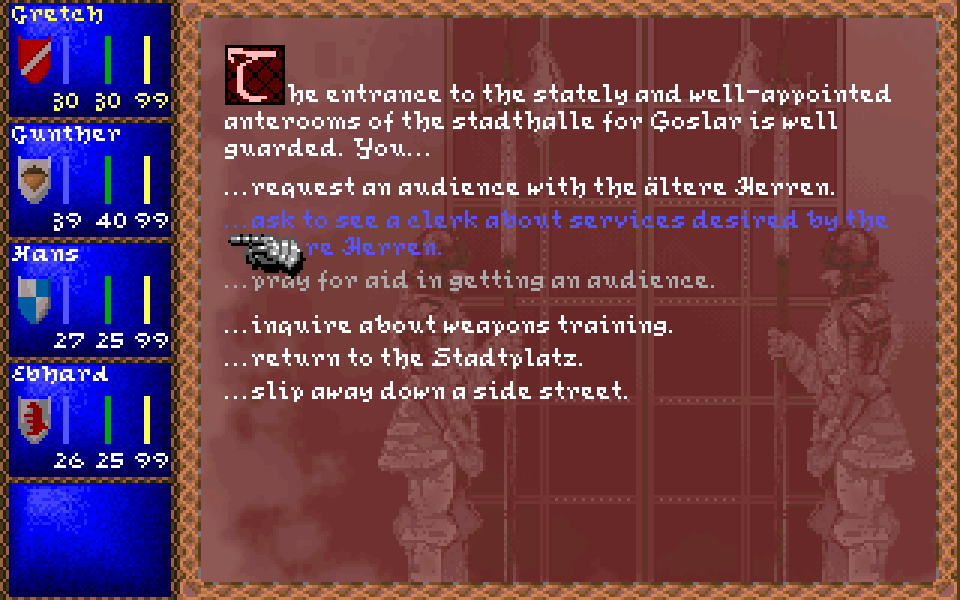 Gretch
30 30 99
Gunther
39 40 99
Hans
27 25 99
Ebhard
26 25 99
The entrance to the stately and well-appointed
anterooms of the stadthalle for Goslar is well
guarded. You...
...request an audience with the ältere Herren.
...ask to see a clerk about services desired by the
re Herren.
...pray for aid in getting an audience.
...inquire about weapons training.
...return to the Stadtplatz.
...slip away down a side street.